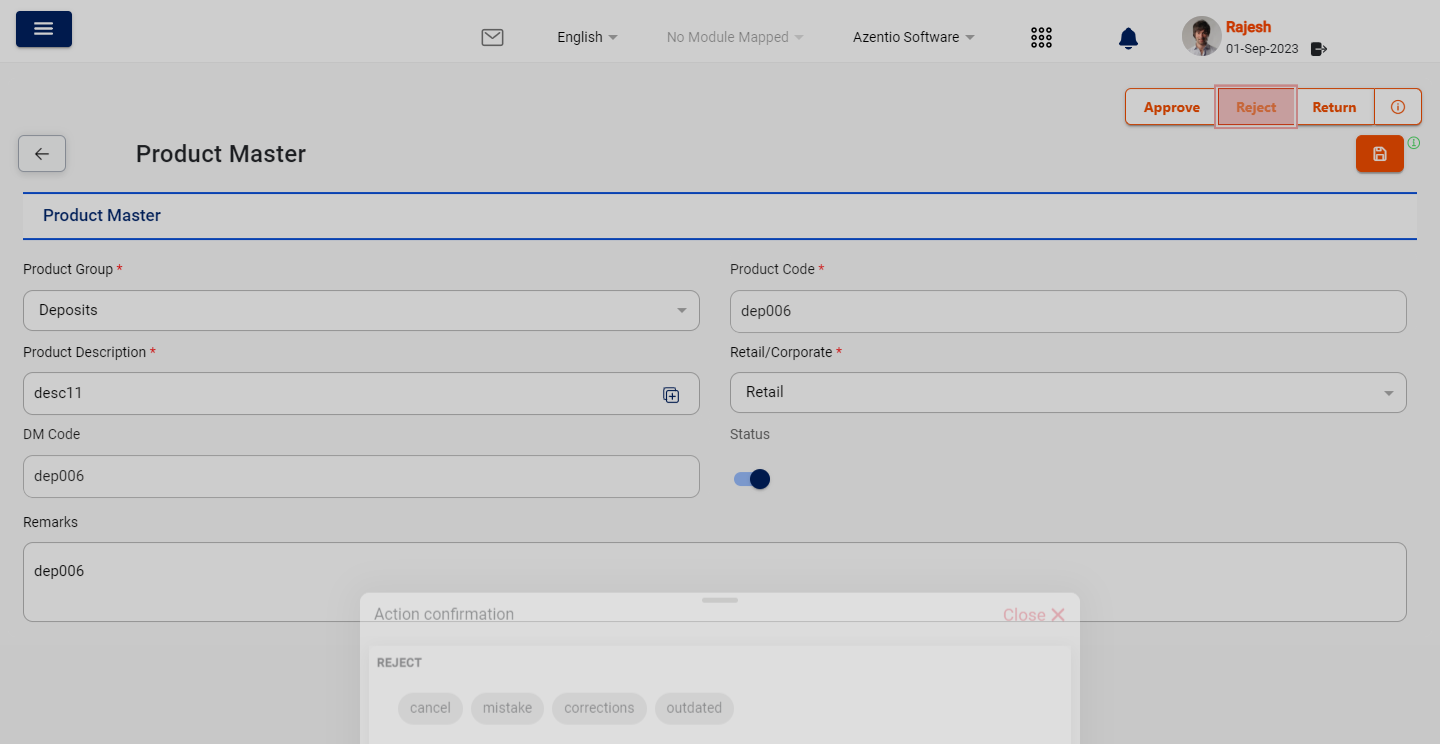 English
No Module Mapped
Azentio Software
Rajesh
01-Sep-2023
Approve
Reject
Return
Product Master
Product Master
Product Group *
Product Code *
Deposits
dep006
Product Description *
Retail/Corporate *
desc11
Retail
DM Code
Status
dep006
Remarks
dep006
Action confirmation
Close
REJECT
cancel
mistake
corrections
outdated